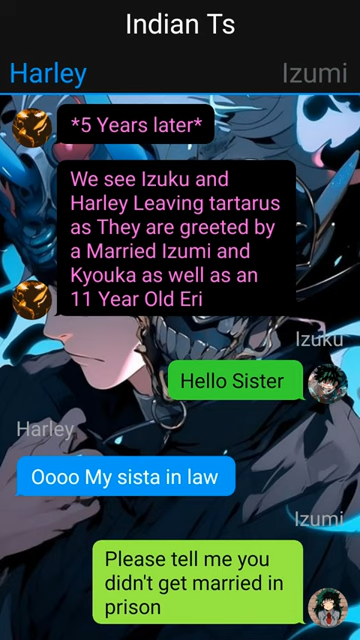 Indian Ts
Harley
Izumi
*5 Years later*
We see Izuku and
Harley Leaving tartarus
as They are greeted by
a Married Izumi and
Kyouka as well as an
11 Year Old Eri
Izuku
Hello Sister
Harley
Oooo My sista in law
Izumi
Please tell me you
didn't get married in
prison